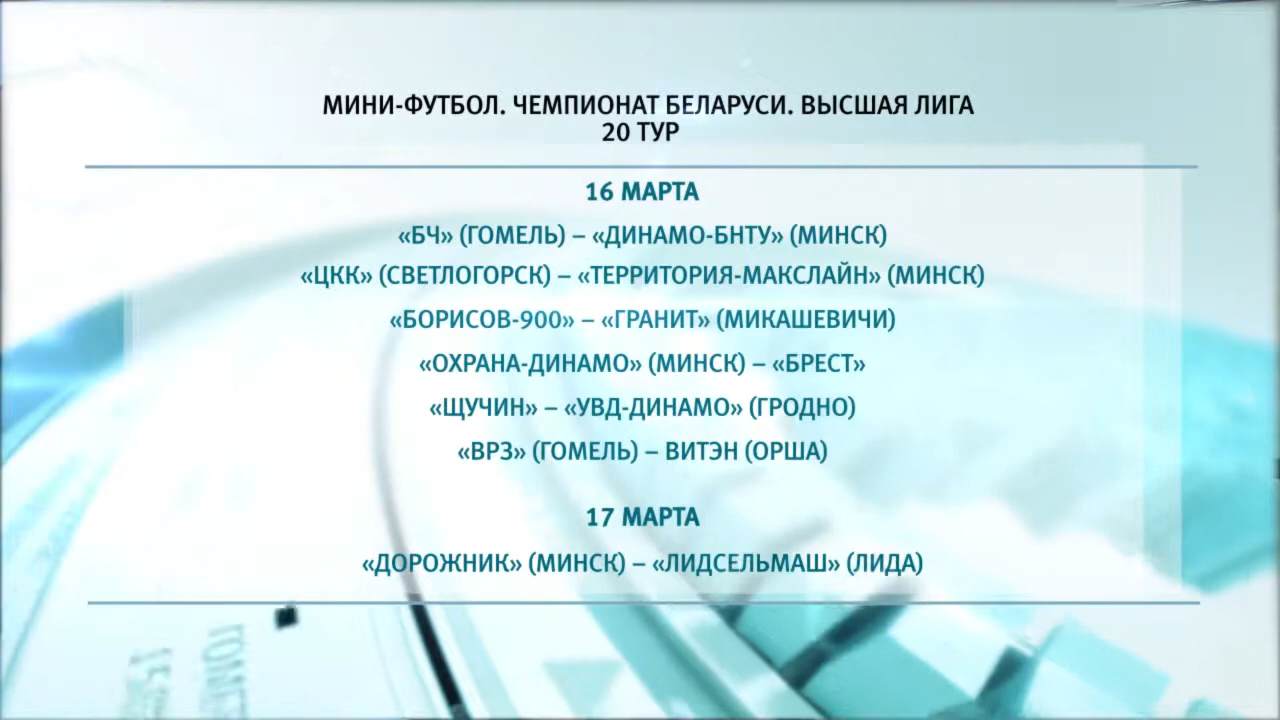 МИНИ-ФУТБОЛ. ЧЕМПИОНАТ БЕЛАРУСИ. ВЫСШАЯ ЛИГА
20 ТУР
16 МАРТА
«БЧ» (ГОМЕЛЬ) – «ДИНАМО-БНТУ» (МИНСК)
«ЦКК» (СВЕТЛОГОРСК) – «ТЕРРИТОРИЯ-МАКСЛАЙН» (МИНСК)
«БОРИСОВ-900» – «ГРАНИТ» (МИКАШЕВИЧИ)
«ОХРАНА-ДИНАМО» (МИНСК) – «БРЕСТ»
«ЩУЧИН» – «УВД-ДИНАМО» (ГРОДНО)
«ВРЗ» (ГОМЕЛЬ) – ВИТЭН (ОРША)
17 МАРТА
«ДОРОЖНИК» (МИНСК) – «ЛИДСЕЛЬМАШ» (ЛИДА)